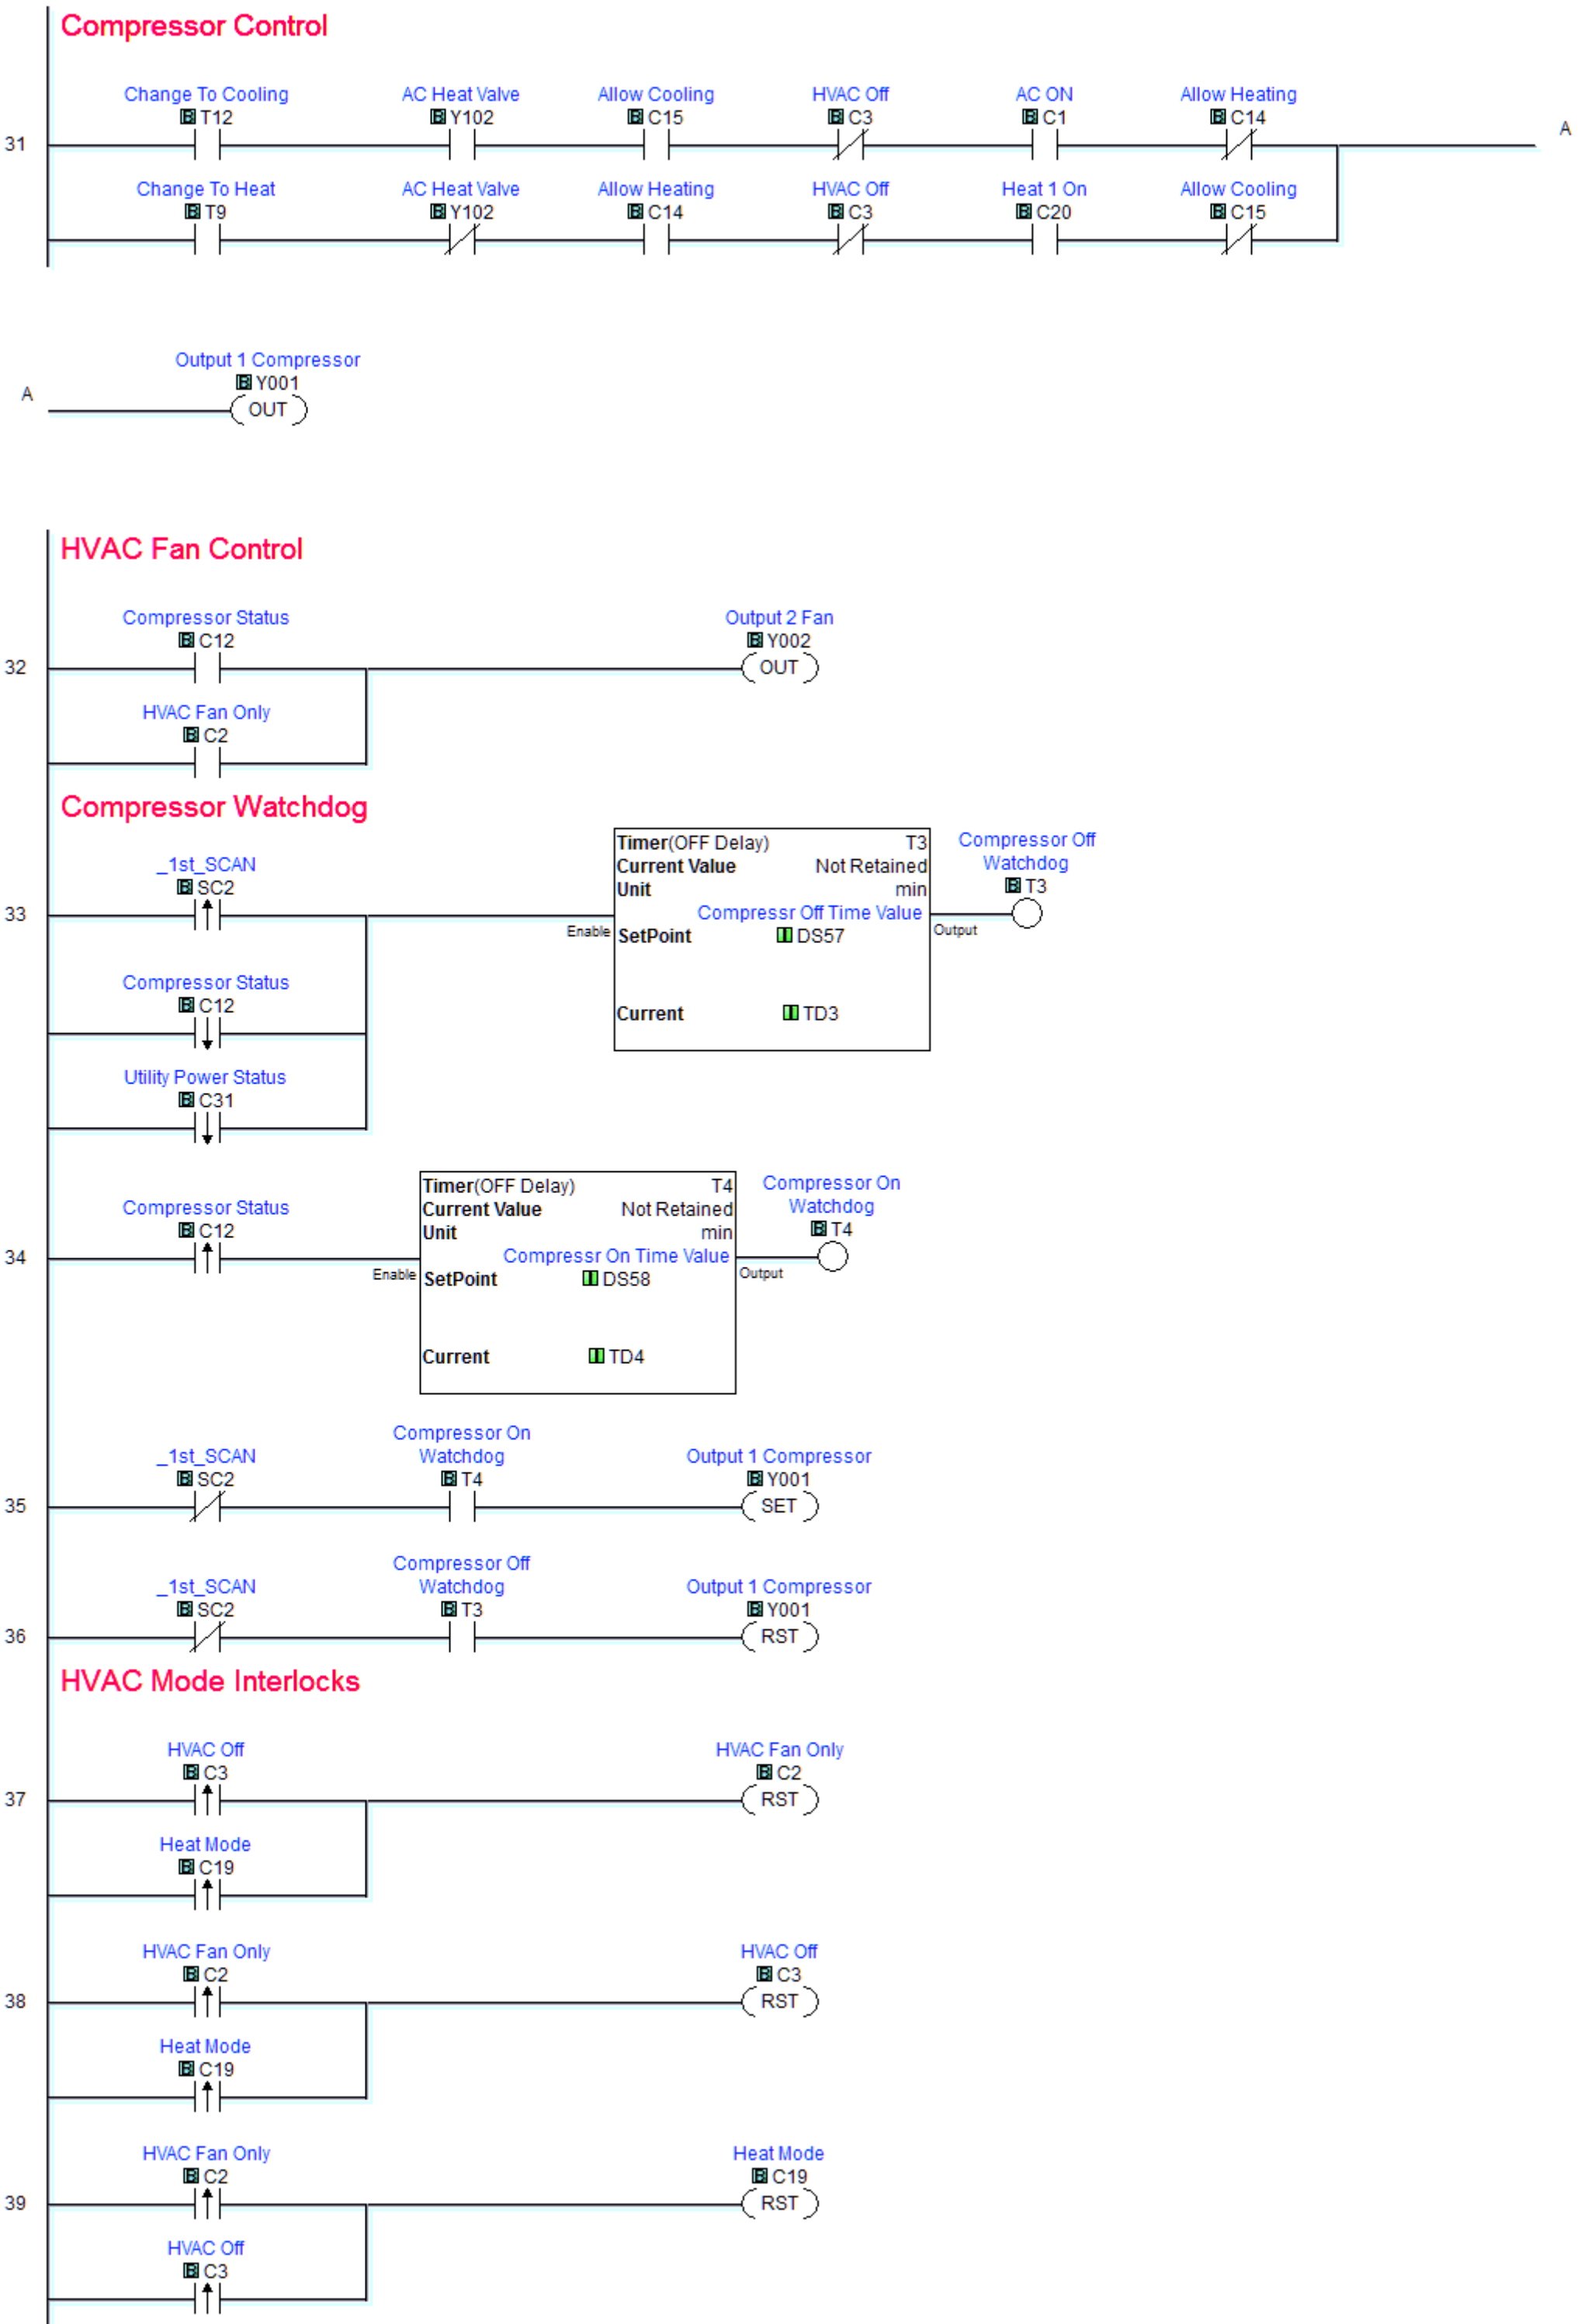 Compressor Control
Change To Cooling AC Heat Valve Allow Cooling HVAC Off AC ON Allow Heating
B T12 B Y102 B C15 B C3 B C1 B C14 A
31
Change To Heat AC Heat Valve Allow Heating HVAC Off Heat 1 On Allow Cooling
B T9 B Y102 B C14 B C3 B C20 B C15
Output 1 Compressor
B Y001
A
OUT
HVAC Fan Control
Compressor Status Output 2 Fan
B C12 B Y002
32 OUT
HVAC Fan Only
B C2
Compressor Watchdog
Timer(OFF Delay) T3 Compressor Off
_1st_SCAN Current Value Not Retained Watchdog
B SC2 Unit min B T3
33 Compressr Off Time Value
Enable SetPoint DS57 Output
Compressor Status
B C12 Current TD3
Utility Power Status
B C31
Timer(OFF Delay) T4 Compressor On
Compressor Status Current Value Not Retained Watchdog
B C12 Unit min B T4
34 Compressr On Time Value
Enable SetPoint DS58 Output
Current TD4
Compressor On
_1st_SCAN Watchdog Output 1 Compressor
B SC2 B T4 B Y001
35 SET
Compressor Off
_1st_SCAN Watchdog Output 1 Compressor
B SC2 B T3 B Y001
36 RST
HVAC Mode Interlocks
HVAC Off HVAC Fan Only
B C3 B C2
37 RST
Heat Mode
B C19
HVAC Fan Only HVAC Off
B C2 B C3
38 RST
Heat Mode
B C19
HVAC Fan Only Heat Mode
B C2 B C19
39 RST
HVAC Off
B C3